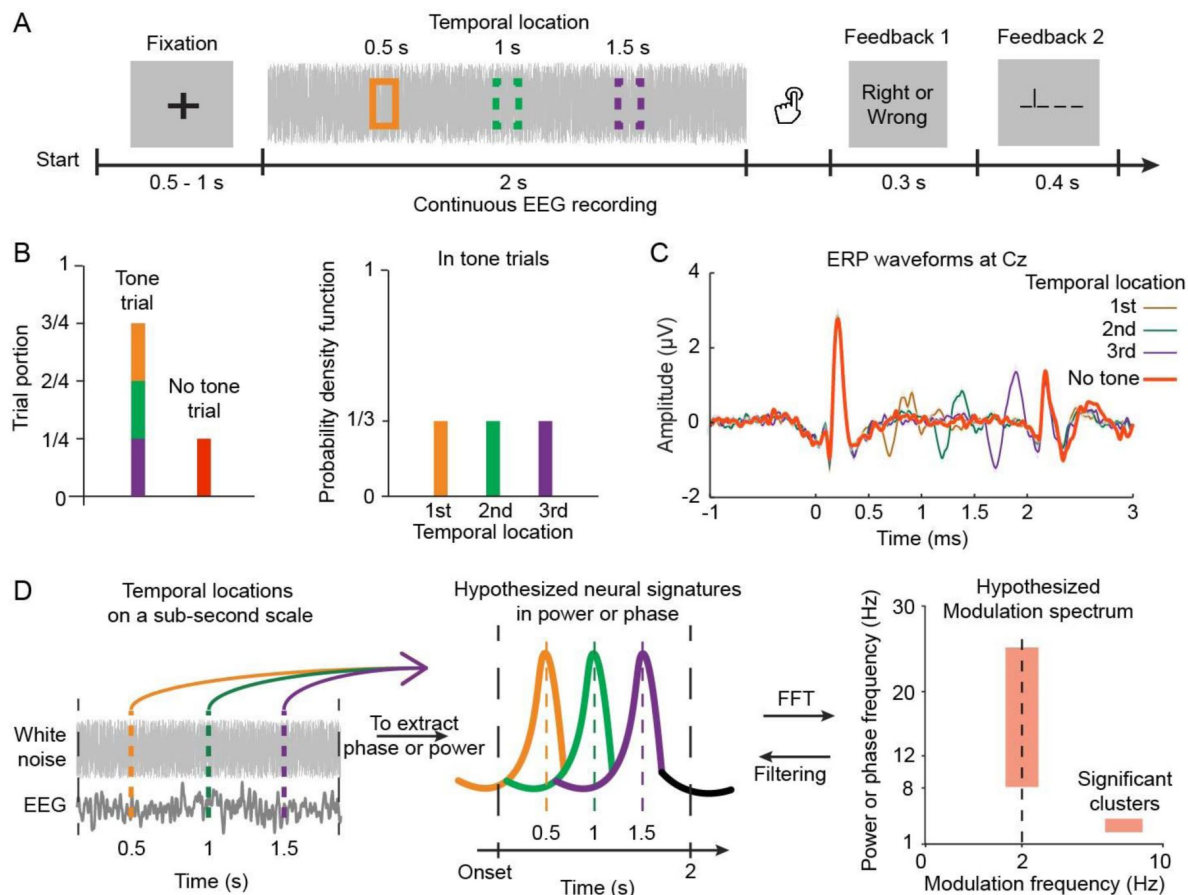 A
Temporal location
Fixation
0.5 s
1 s
1.5 s
Feedback 1
Feedback 2
Right or
Wrong
Start
0.5 - 1 s
2 s
0.3 s
0.4 s
Continuous EEG recording
B
1
Tone
trial
3/4
2/4
No tone
trial
1/4
0
Trial portion
In tone trials
1
1/3
0
Probability density function
1st
2nd
3rd
Temporal location
C
ERP waveforms at Cz
Temporal location
1st
2nd
3rd
No tone
4
2
0
-2
Amplitude (µV)
-1
0
0.5
1
1.5
2
3
Time (ms)
D
Temporal locations
on a sub-second scale
White
noise
EEG
0.5
1
1.5
Time (s)
To extract
phase or power
Hypothesized neural signatures
in power or phase
0.5
1
1.5
Onset
2
Time (s)
FFT
Filtering
Hypothesized
Modulation spectrum
30
20
12
8
1
Power or phase frequency (Hz)
Significant
clusters
0
2
10
Modulation frequency (Hz)